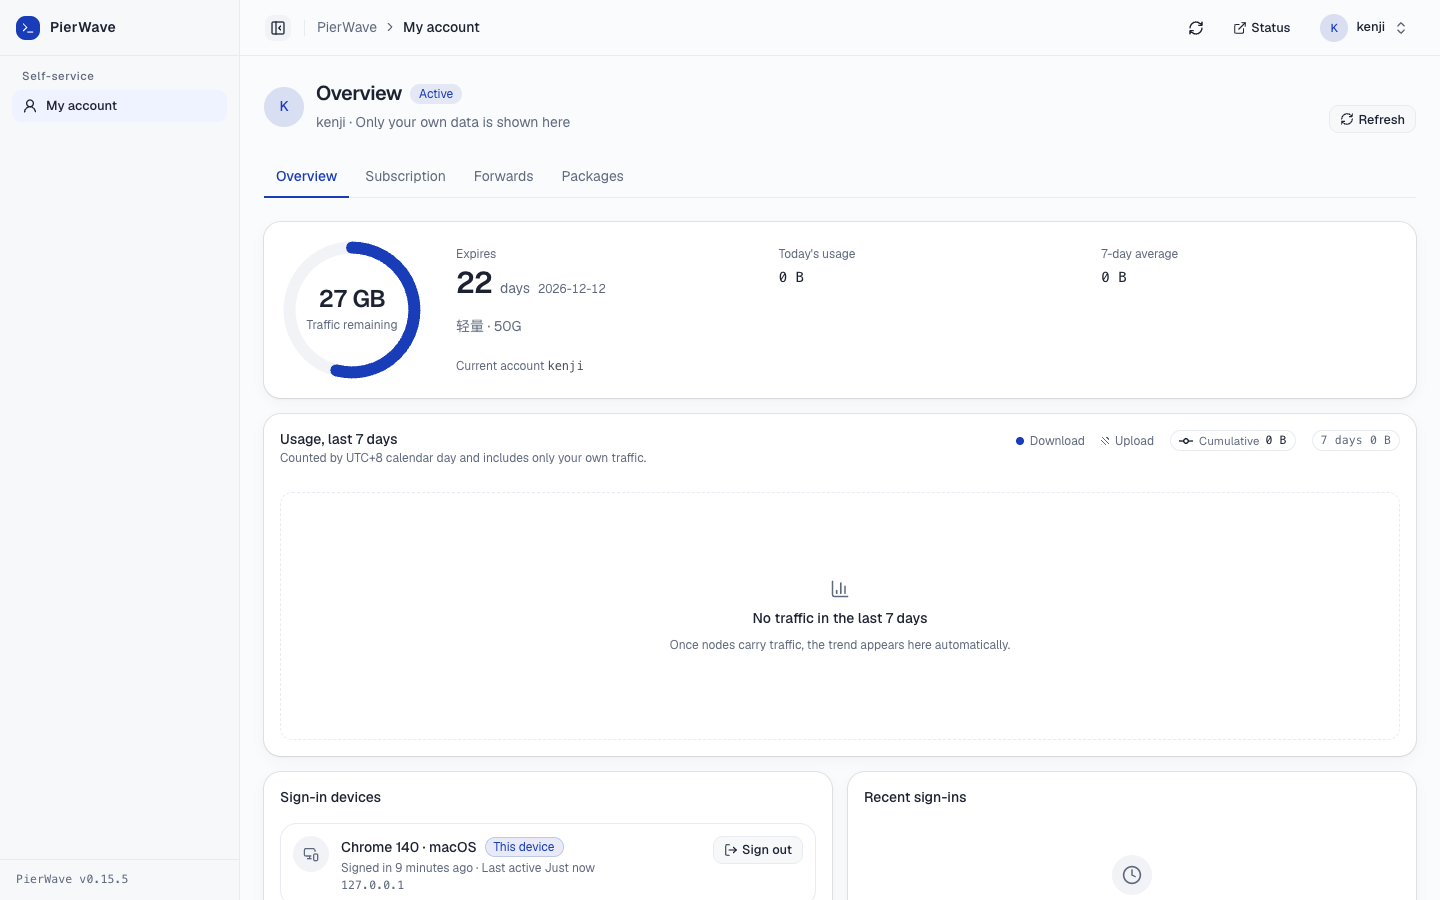 PierWave
PierWave > My account
Status
K
kenji
Self-service
My account
K
Overview
Active
kenji · Only your own data is shown here
Refresh
Overview
Subscription
Forwards
Packages
27 GB
Traffic remaining
Expires
22 days 2026-12-12
轻量 · 50G
Current account kenji
Today's usage
0 B
7-day average
0 B
Usage, last 7 days
Counted by UTC+8 calendar day and includes only your own traffic.
Download
Upload
Cumulative 0 B
7 days 0 B
No traffic in the last 7 days
Once nodes carry traffic, the trend appears here automatically.
Sign-in devices
Chrome 140 · macOS
This device
Signed in 9 minutes ago · Last active Just now
127.0.0.1
Sign out
Recent sign-ins
PierWave v0.15.5